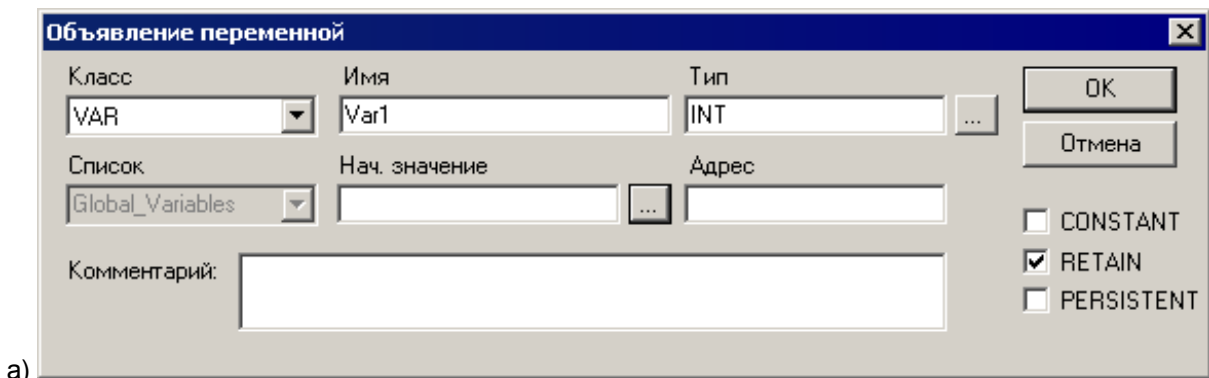 Объявление переменной
Класс Имя Тип OK
VAR Var1 INT ...
Отмена
Список Нач. значение Адрес
Global_Variables ...
CONSTANT
Комментарий: RETAIN
PERSISTENT
а)